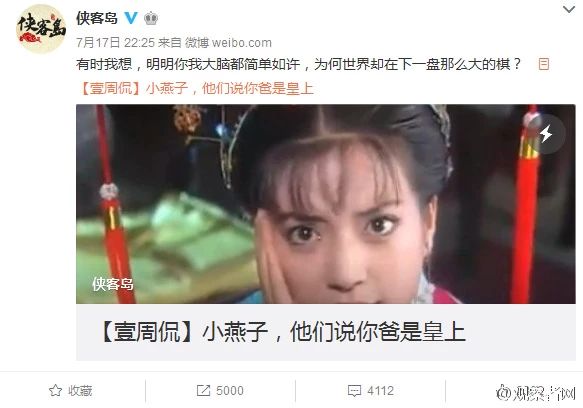 侠客岛
侠客岛
7月17日 22:25 来自 微博 weibo.com
有时我想，明明你我大脑都简单如许，为何世界却在下一盘那么大的棋？
【壹周侃】小燕子，他们说你爸是皇上
侠客岛
【壹周侃】小燕子，他们说你爸是皇上
收藏
5000
4112